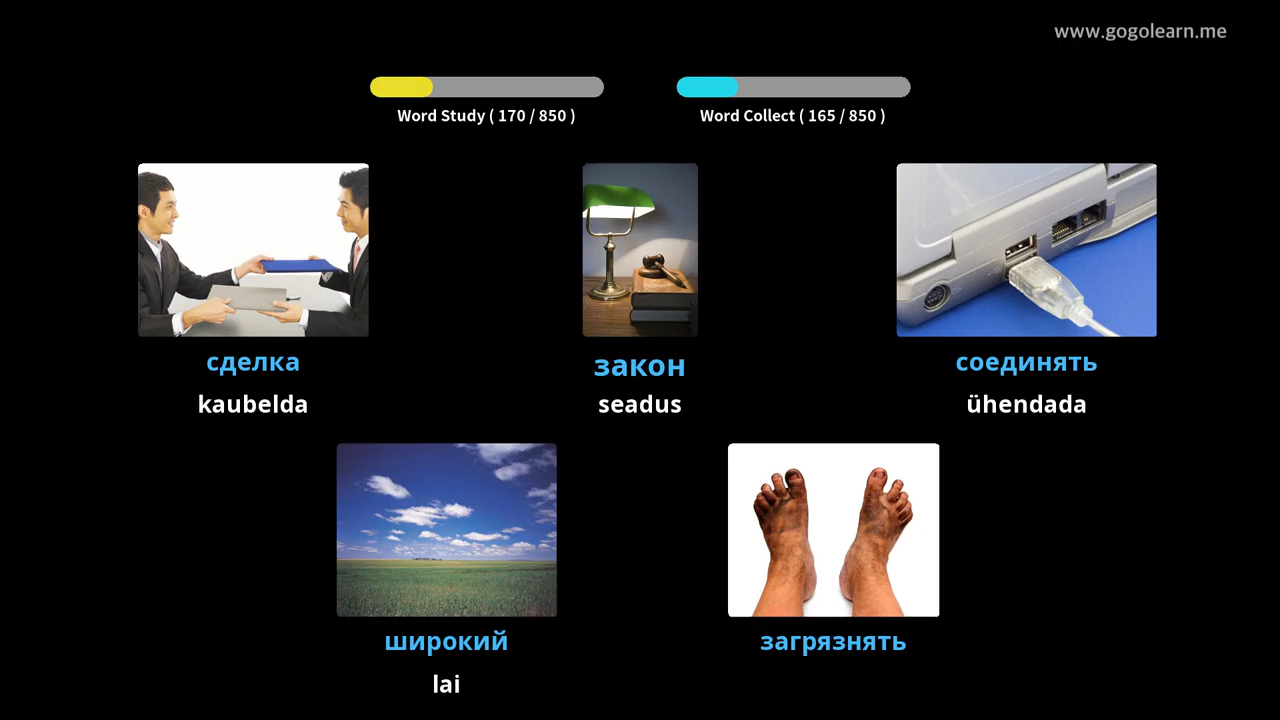 www.gogolearn.me
Word Study ( 170 / 850 )
Word Collect ( 165 / 850 )
сделка
закон
соединять
kaubelda
seadus
ühendada
широкий
загрязнять
lai